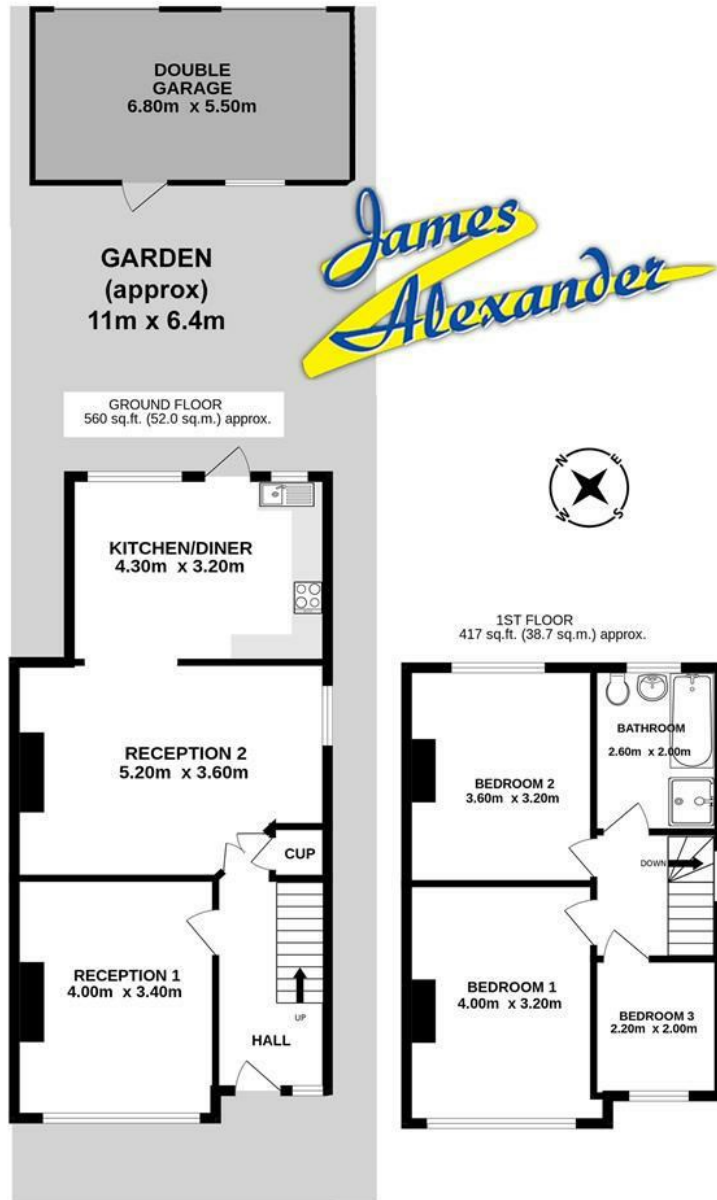 DOUBLE
GARAGE
6.80m x 5.50m
James
Alexander
GARDEN
(approx)
11m x 6.4m
GROUND FLOOR
560 sq.ft. (52.0 sq.m.) approx.
KITCHEN/DINER
4.30m x 3.20m
RECEPTION 2
5.20m x 3.60m
CUP
RECEPTION 1
4.00m x 3.40m
UP
HALL
N
E
W
S
1ST FLOOR
417 sq.ft. (38.7 sq.m.) approx.
BATHROOM
2.60m x 2.00m
BEDROOM 2
3.60m x 3.20m
DOWN
BEDROOM 1
4.00m x 3.20m
BEDROOM 3
2.20m x 2.00m